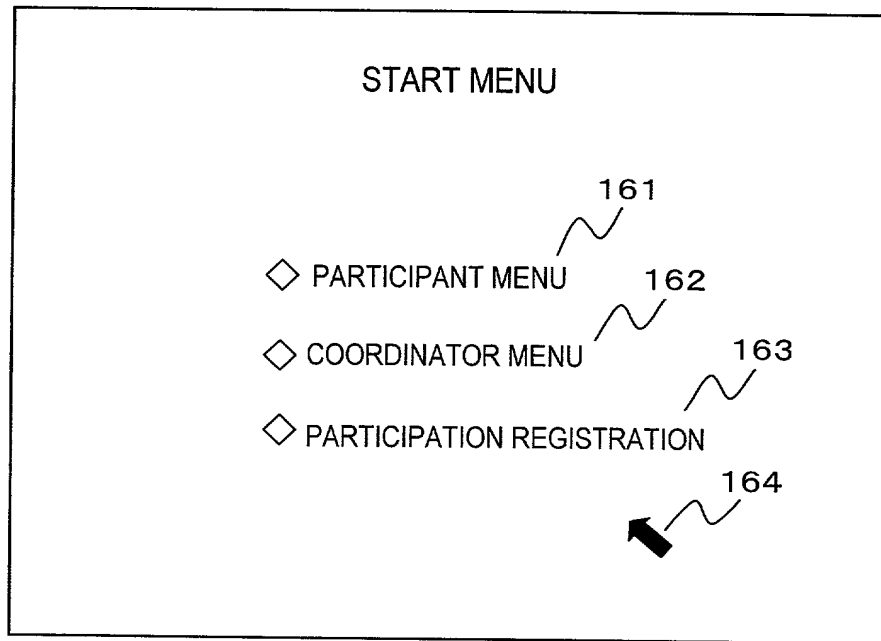 START MENU
161
◇ PARTICIPANT MENU
162
◇ COORDINATOR MENU
163
◇ PARTICIPATION REGISTRATION
164